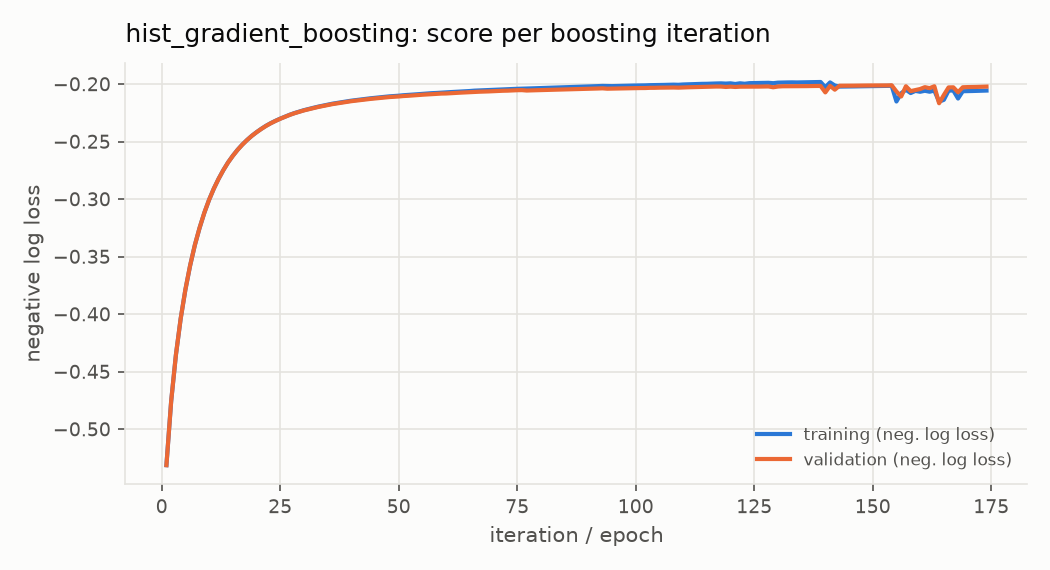 hist_gradient_boosting: score per boosting iteration
negative log loss
−0.20
−0.25
−0.30
−0.35
−0.40
−0.45
−0.50
training (neg. log loss)
validation (neg. log loss)
0 25 50 75 100 125 150 175
iteration / epoch